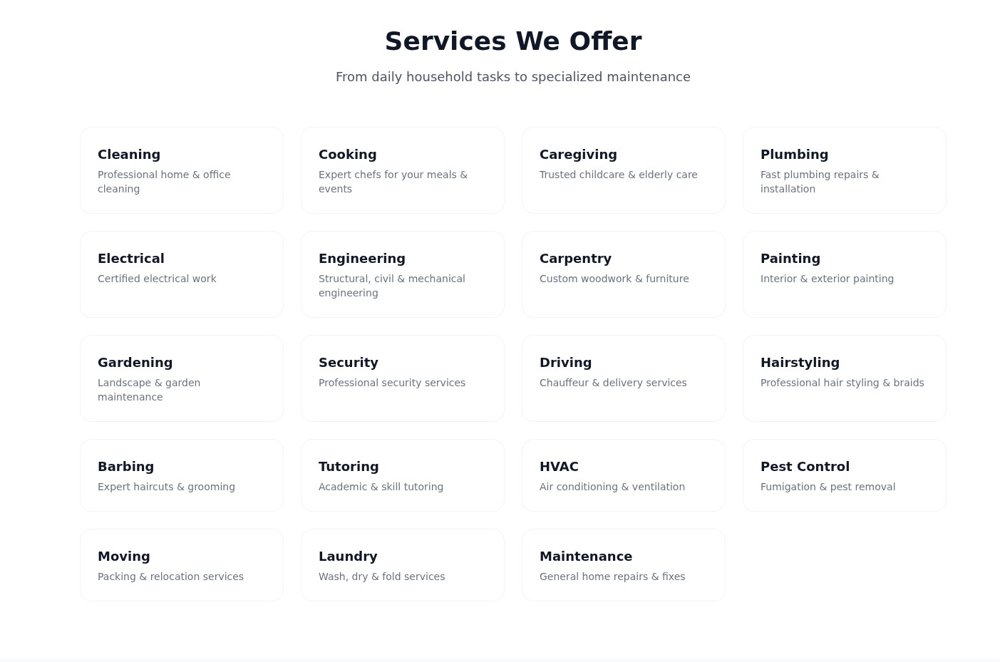 Services We Offer
From daily household tasks to specialized maintenance
Cleaning
Professional home & office
cleaning
Cooking
Expert chefs for your meals &
events
Caregiving
Trusted childcare & elderly care
Plumbing
Fast plumbing repairs &
installation
Electrical
Certified electrical work
Engineering
Structural, civil & mechanical
engineering
Carpentry
Custom woodwork & furniture
Painting
Interior & exterior painting
Gardening
Landscape & garden
maintenance
Security
Professional security services
Driving
Chauffeur & delivery services
Hairstyling
Professional hair styling & braids
Barbing
Expert haircuts & grooming
Tutoring
Academic & skill tutoring
HVAC
Air conditioning & ventilation
Pest Control
Fumigation & pest removal
Moving
Packing & relocation services
Laundry
Wash, dry & fold services
Maintenance
General home repairs & fixes